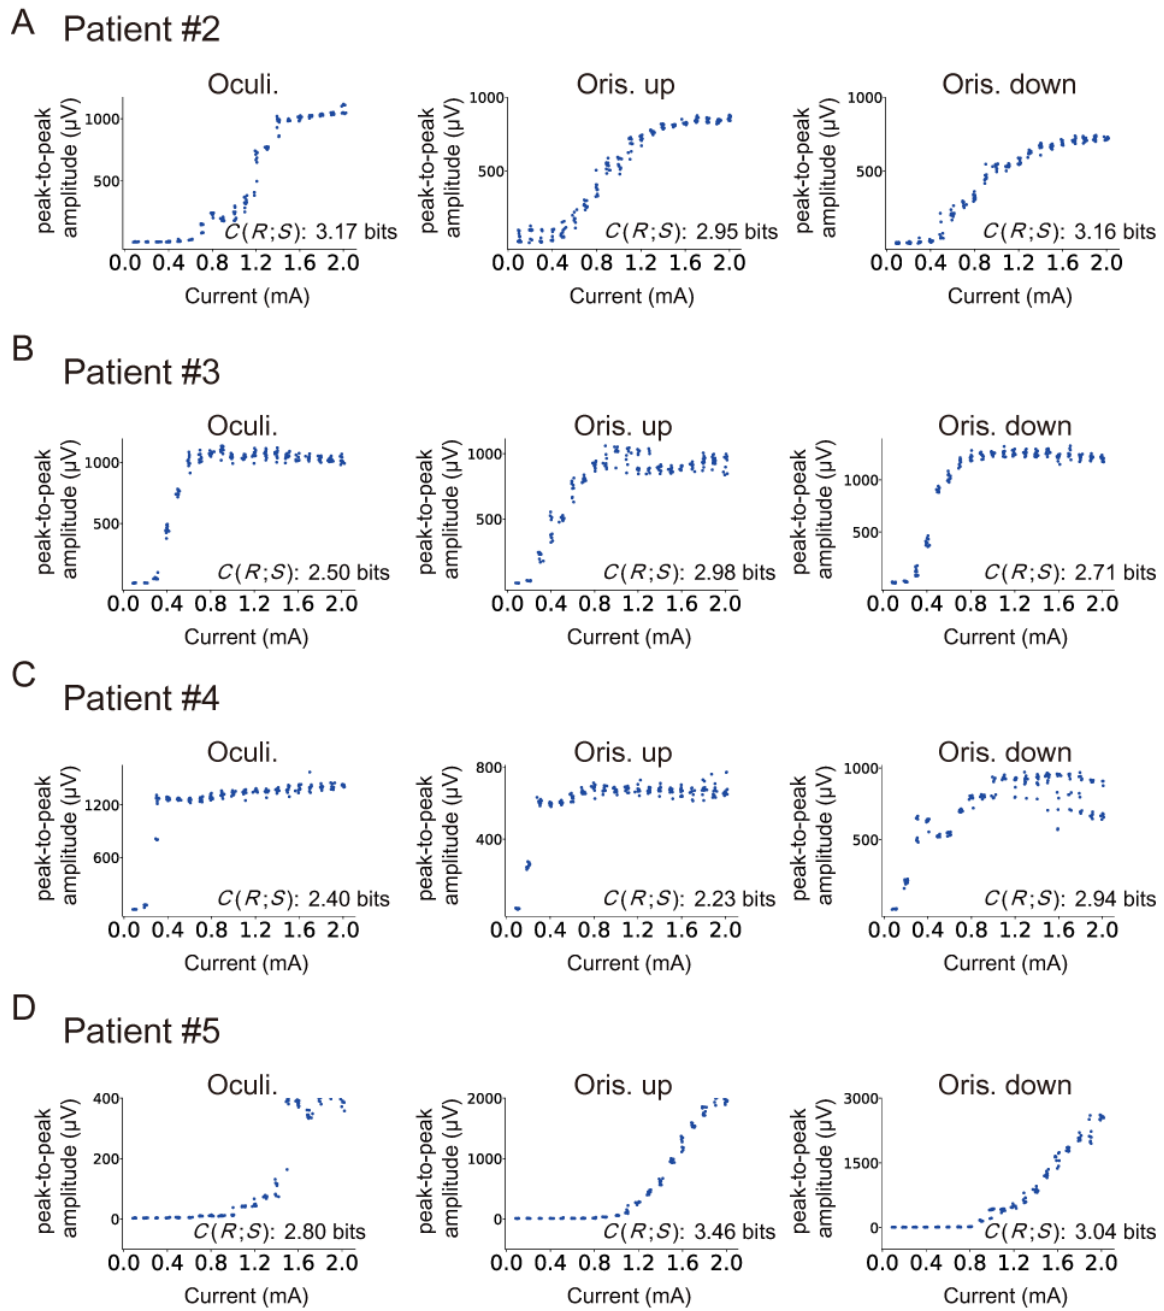 A Patient #2
Oculi. Oris. up Oris. down
peak-to-peak
amplitude (μV)
1000
500
C(R;S): 3.17 bits
0.0 0.4 0.8 1.2 1.6 2.0
Current (mA)
peak-to-peak
amplitude (μV)
1000
500
C(R;S): 2.95 bits
0.0 0.4 0.8 1.2 1.6 2.0
Current (mA)
peak-to-peak
amplitude (μV)
1000
500
C(R;S): 3.16 bits
0.0 0.4 0.8 1.2 1.6 2.0
Current (mA)
B Patient #3
Oculi. Oris. up Oris. down
peak-to-peak
amplitude (μV)
1000
500
C(R;S): 2.50 bits
0.0 0.4 0.8 1.2 1.6 2.0
Current (mA)
peak-to-peak
amplitude (μV)
1000
500
C(R;S): 2.98 bits
0.0 0.4 0.8 1.2 1.6 2.0
Current (mA)
peak-to-peak
amplitude (μV)
1000
500
C(R;S): 2.71 bits
0.0 0.4 0.8 1.2 1.6 2.0
Current (mA)
C Patient #4
Oculi. Oris. up Oris. down
peak-to-peak
amplitude (μV)
1200
600
C(R;S): 2.40 bits
0.0 0.4 0.8 1.2 1.6 2.0
Current (mA)
peak-to-peak
amplitude (μV)
800
400
C(R;S): 2.23 bits
0.0 0.4 0.8 1.2 1.6 2.0
Current (mA)
peak-to-peak
amplitude (μV)
1000
500
C(R;S): 2.94 bits
0.0 0.4 0.8 1.2 1.6 2.0
Current (mA)
D Patient #5
Oculi. Oris. up Oris. down
peak-to-peak
amplitude (μV)
400
200
0
C(R;S): 2.80 bits
0.0 0.4 0.8 1.2 1.6 2.0
Current (mA)
peak-to-peak
amplitude (μV)
2000
1000
0
C(R;S): 3.46 bits
0.0 0.4 0.8 1.2 1.6 2.0
Current (mA)
peak-to-peak
amplitude (μV)
3000
1500
0
C(R;S): 3.04 bits
0.0 0.4 0.8 1.2 1.6 2.0
Current (mA)